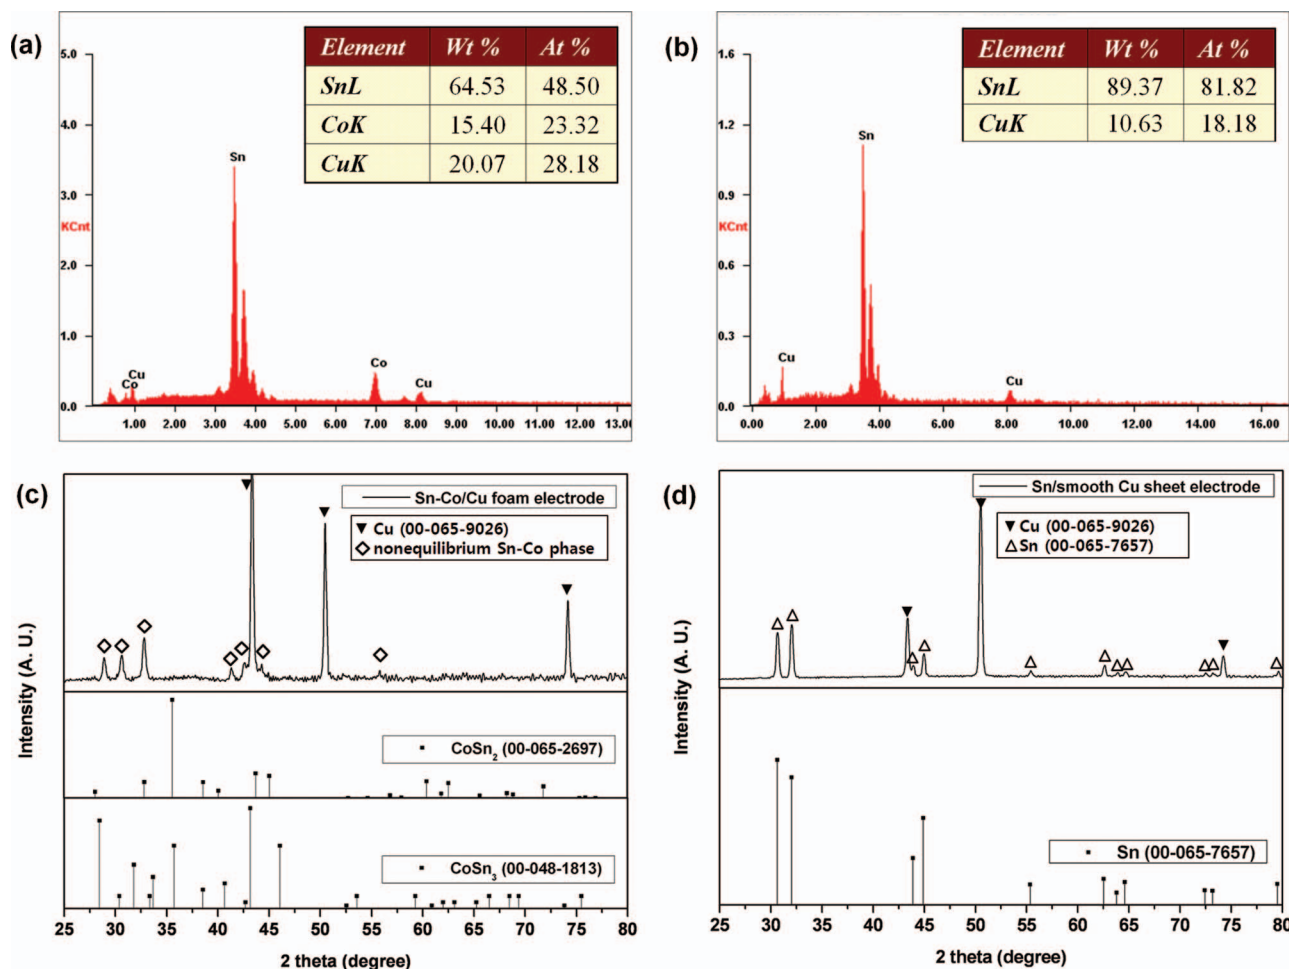 (a)
Element Wt % At %
SnL 64.53 48.50
CoK 15.40 23.32
CuK 20.07 28.18
5.0
4.0
3.0
KCnt
2.0
1.0
0.0
Sn
Co
Cu
Co
Cu
1.00 2.00 3.00 4.00 5.00 6.00 7.00 8.00 9.00 10.00 11.00 12.00 13.0
(b)
Element Wt % At %
SnL 89.37 81.82
CuK 10.63 18.18
1.6
1.2
0.9
KCnt
0.6
0.3
0.0
Sn
Cu
Cu
0.00 2.00 4.00 6.00 8.00 10.00 12.00 14.00 16.00
(c)
Sn-Co/Cu foam electrode
▼ Cu (00-065-9026)
◇ nonequilibrium Sn-Co phase
CoSn2 (00-065-2697)
CoSn3 (00-048-1813)
Intensity (A. U.)
25 30 35 40 45 50 55 60 65 70 75 80
2 theta (degree)
(d)
Sn/smooth Cu sheet electrode
▼ Cu (00-065-9026)
△ Sn (00-065-7657)
Sn (00-065-7657)
Intensity (A. U.)
25 30 35 40 45 50 55 60 65 70 75 80
2 theta (degree)